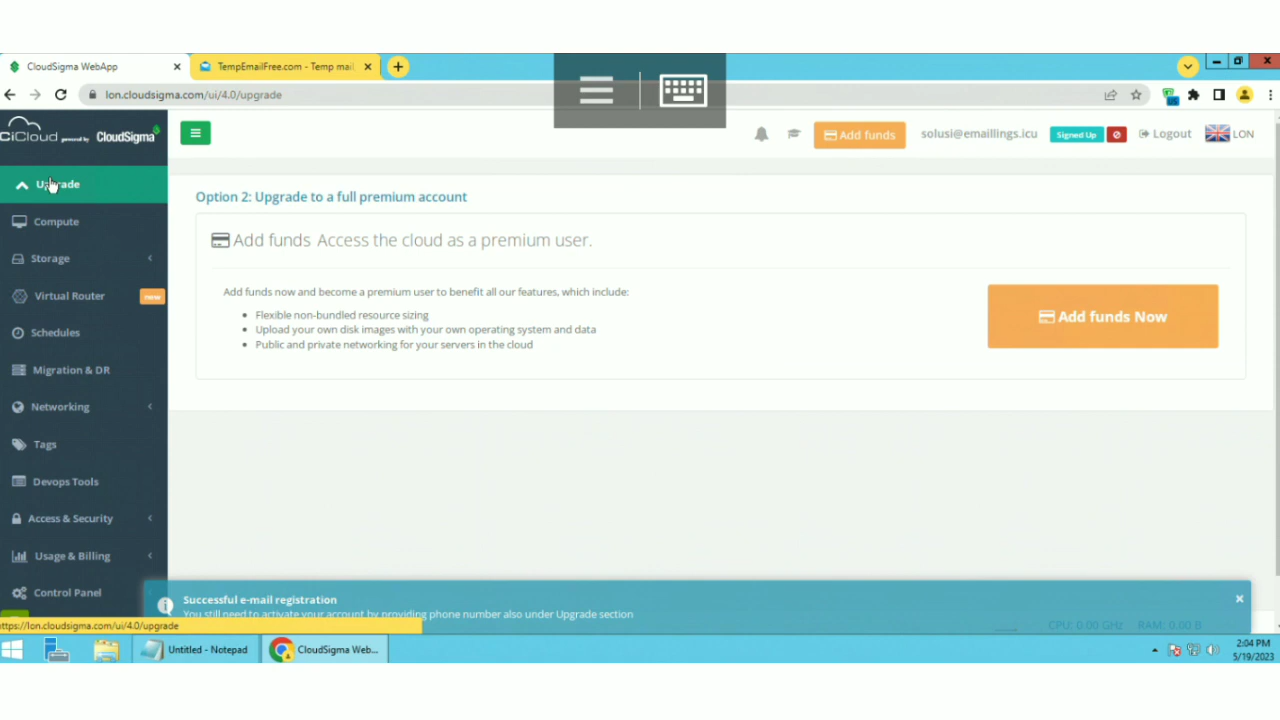 CloudSigma WebApp
TempEmailFree.com - Temp mail
lon.cloudsigma.com/ui/4.0/upgrade
CiCloud powered by CloudSigma
Add funds
solusi@emaillings.icu
Signed Up
Logout
LON
Upgrade
Compute
Storage
Virtual Router
new
Schedules
Migration & DR
Networking
Tags
Devops Tools
Access & Security
Usage & Billing
Control Panel
Option 2: Upgrade to a full premium account
Add funds Access the cloud as a premium user.
Add funds now and become a premium user to benefit all our features, which include:
Flexible non-bundled resource sizing
Upload your own disk images with your own operating system and data
Public and private networking for your servers in the cloud
Add funds Now
Successful e-mail registration
You still need to activate your account by providing phone number also under Upgrade section
CPU: 0.00 GHz RAM: 0.00 B
https://lon.cloudsigma.com/ui/4.0/upgrade
Untitled - Notepad
CloudSigma Web...
2:04 PM
5/19/2023